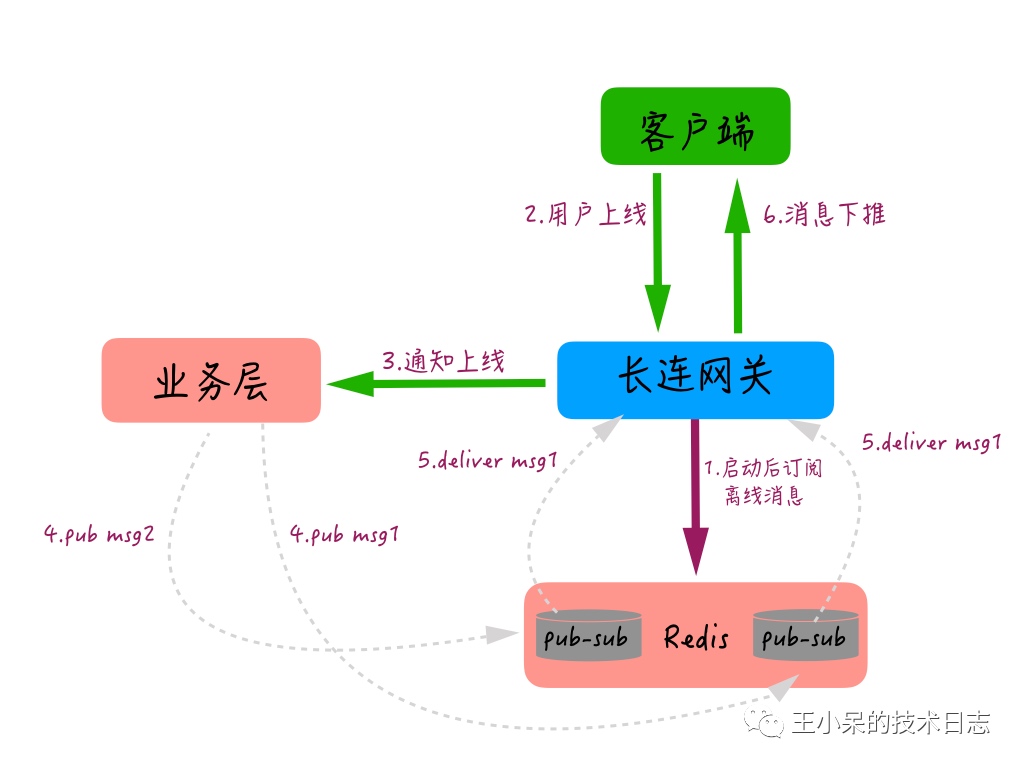 客户端
2.用户上线
6.消息下推
业务层
3.通知上线
长连网关
5.deliver msg1
5.deliver msg1
1.启动后订阅
离线消息
4.pub msg2
4.pub msg1
pub-sub
Redis
pub-sub
王小呆的技术日志